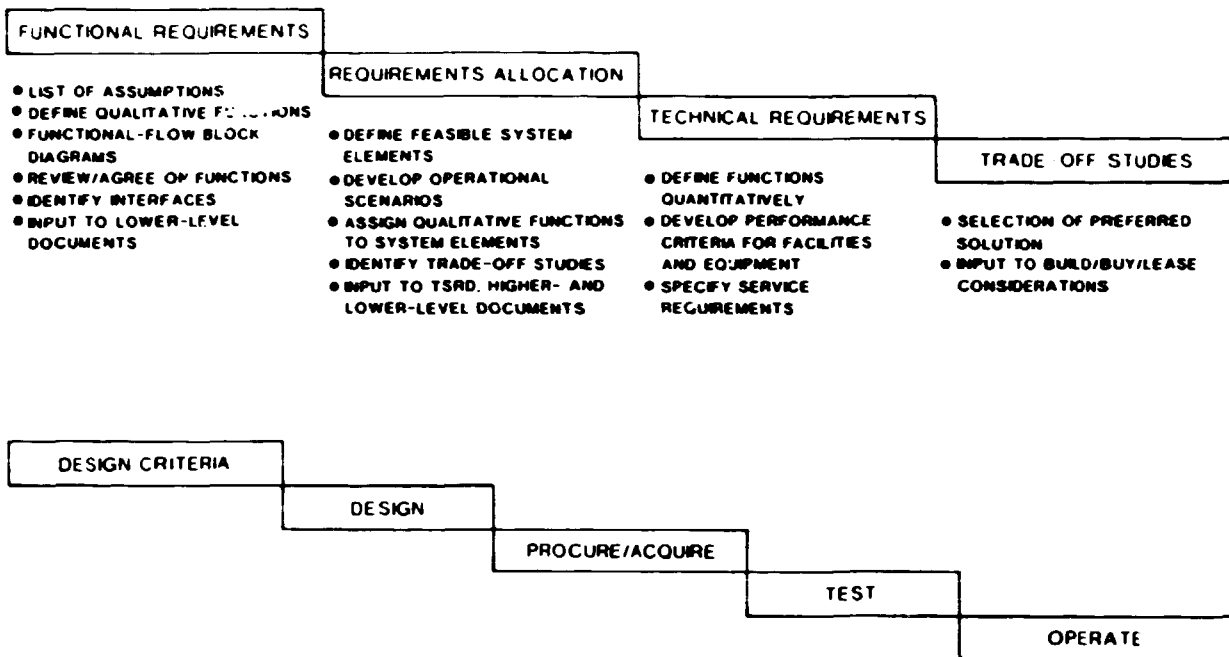 FUNCTIONAL REQUIREMENTS
● LIST OF ASSUMPTIONS
● DEFINE QUALITATIVE
● FUNCTIONAL-FLOW BLOCK
DIAGRAMS
● REVIEW/AGREE ON FUNCTIONS
● IDENTIFY INTERFACES
● INPUT TO LOWER-LEVEL
DOCUMENTS
REQUIREMENTS ALLOCATION
● DEFINE FEASIBLE SYSTEM
ELEMENTS
● DEVELOP OPERATIONAL
SCENARIOS
● ASSIGN QUALITATIVE FUNCTIONS
TO SYSTEM ELEMENTS
● IDENTIFY TRADE-OFF STUDIES
● INPUT TO TSRD, HIGHER- AND
LOWER-LEVEL DOCUMENTS
TECHNICAL REQUIREMENTS
● DEFINE FUNCTIONS
QUANTITATIVELY
● DEVELOP PERFORMANCE
CRITERIA FOR FACILITIES
AND EQUIPMENT
● SPECIFY SERVICE
REQUIREMENTS
TRADE-OFF STUDIES
● SELECTION OF PREFERRED
SOLUTION
● INPUT TO BUILD/BUY/LEASE
CONSIDERATIONS
DESIGN CRITERIA
DESIGN
PROCURE/ACQUIRE
TEST
OPERATE